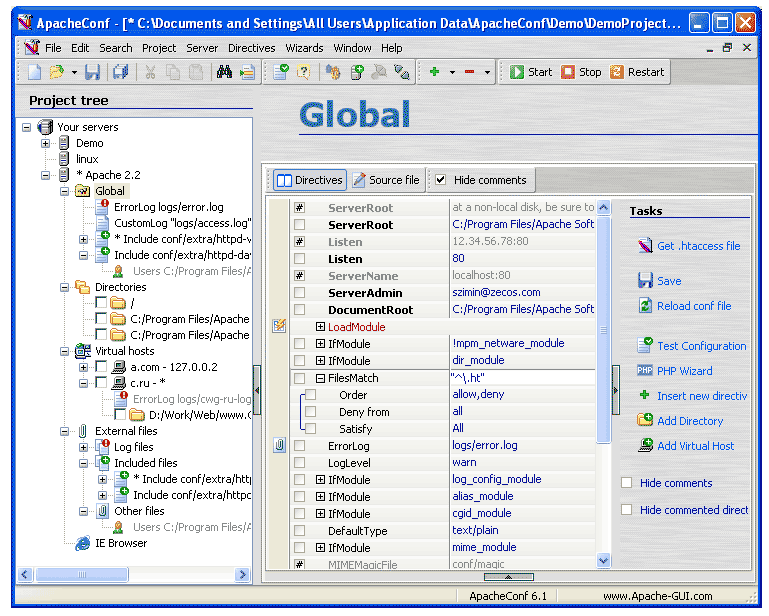 ApacheConf - [* C:\Documents and Settings\All Users\Application Data\ApacheConf\Demo\DemoProject...
File Edit Search Project Server Directives Wizards Window Help
Start Stop Restart
Project tree
Your servers
Demo
linux
* Apache 2.2
Global
ErrorLog logs/error.log
CustomLog "logs/access.log"
* Include conf/extra/httpd-v
Include conf/extra/httpd-da
Users C:/Program Files/A
Directories
/
C:/Program Files/Apache
C:/Program Files/Apache
Virtual hosts
a.com - 127.0.0.2
c.ru - *
ErrorLog logs/cwg-ru-log
D:/Work/Web/www.C
External files
Log files
Included files
* Include conf/extra/httpc
Include conf/extra/httpc
Other files
Users C:/Program Files/A
IE Browser
Global
Directives Source file Hide comments
# ServerRoot at a non-local disk, be sure to
ServerRoot C:/Program Files/Apache Soft
# Listen 12.34.56.78:80
Listen 80
# ServerName localhost:80
ServerAdmin szimin@zecos.com
DocumentRoot C:/Program Files/Apache Soft
LoadModule
IfModule !mpm_netware_module
IfModule dir_module
FilesMatch "^\.ht"
Order allow,deny
Deny from all
Satisfy All
ErrorLog logs/error.log
LogLevel warn
IfModule log_config_module
IfModule alias_module
IfModule cgid_module
DefaultType text/plain
IfModule mime_module
# MIMEMagicFile conf/magic
Tasks
Get .htaccess file
Save
Reload conf file
Test Configuration
PHP PHP Wizard
Insert new directiv
Add Directory
Add Virtual Host
Hide comments
Hide commented direct
ApacheConf 6.1 www.Apache-GUI.com